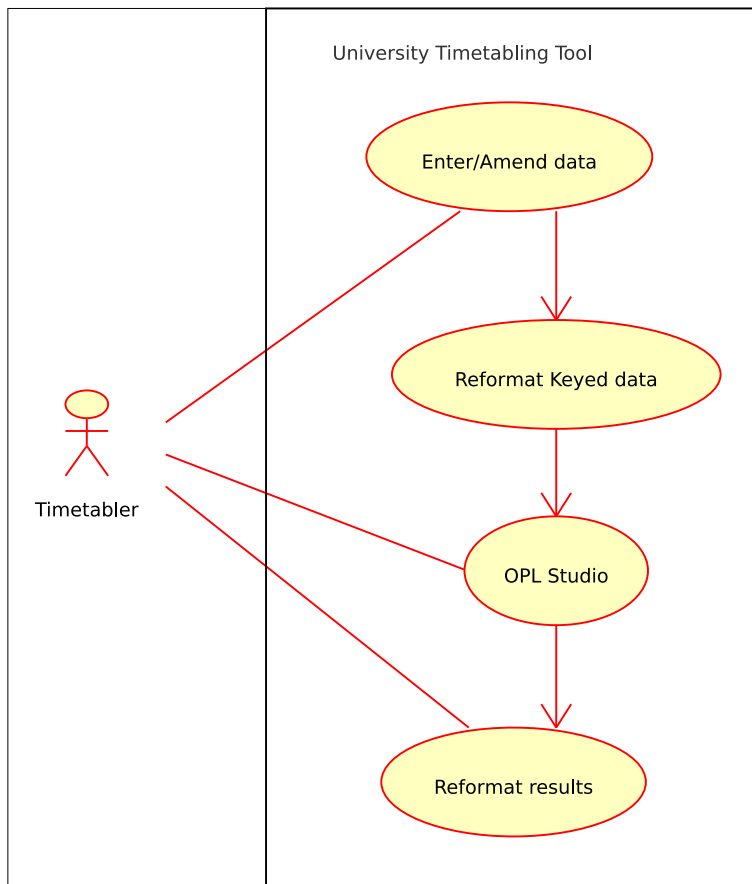 University Timetabling Tool
Enter/Amend data
Reformat Keyed data
Timetabler
OPL Studio
Reformat results